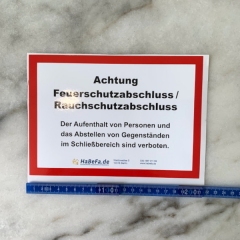 Achtung
Feuerschutzabschluss /
Rauchschutzabschluss
Der Aufenthalt von Personen und
das Abstellen von Gegenständen
im Schließbereich sind verboten.
HaBeFa.de